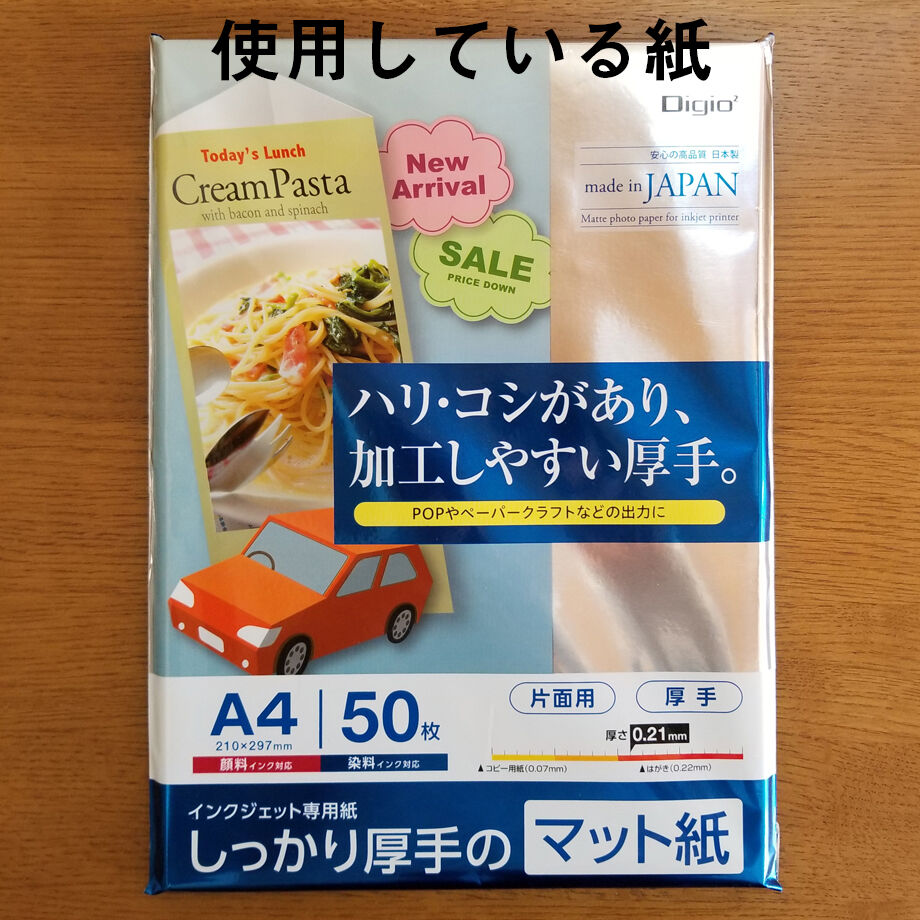 使用している紙
Digio²
安心の高品質 日本製
made in JAPAN
Matte photo paper for inkjet printer
Today's Lunch
CreamPasta
with bacon and spinach
New
Arrival
SALE
PRICE DOWN
ハリ・コシがあり、
加工しやすい厚手。
POPやペーパークラフトなどの出力に
A4
210×297mm
50枚
顔料インク対応
染料インク対応
片面用
厚手
厚さ 0.21mm
▲コピー用紙(0.07mm)
▲はがき(0.22mm)
インクジェット専用紙
しっかり厚手の マット紙